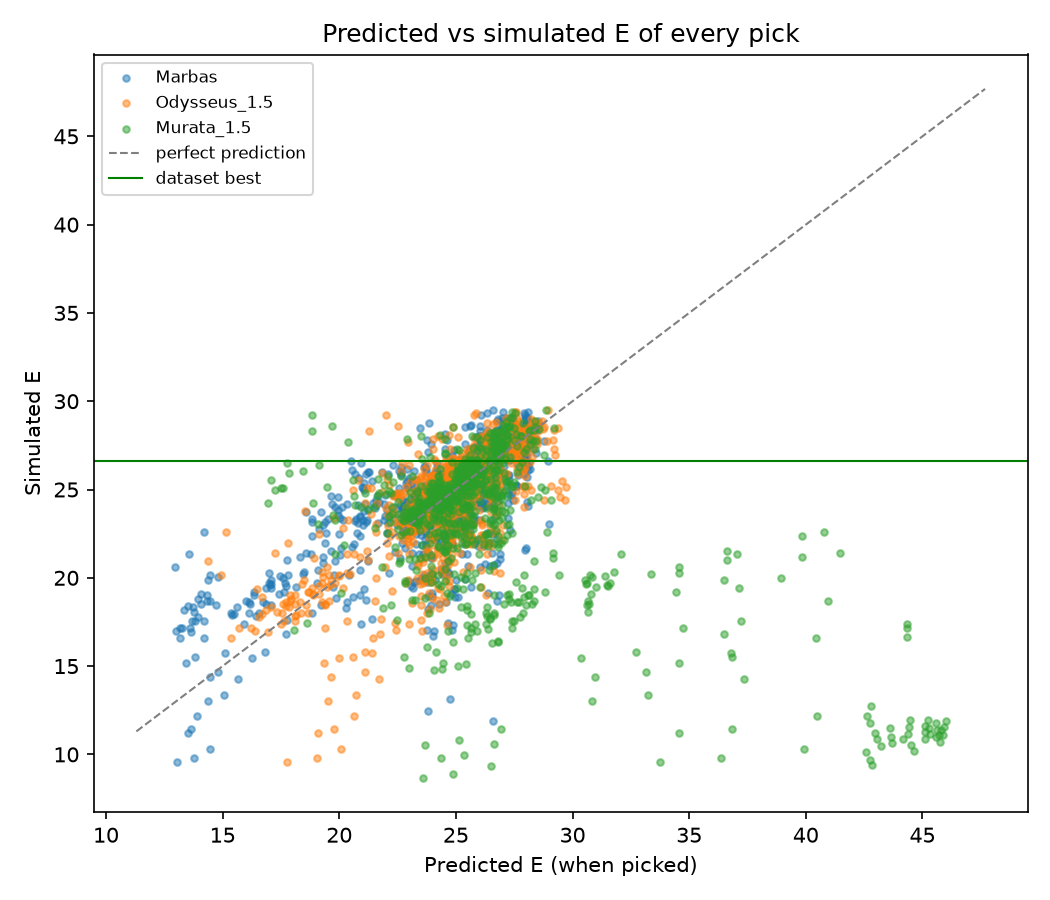 Predicted vs simulated E of every pick
Marbas
Odysseus_1.5
Murata_1.5
perfect prediction
dataset best
Simulated E
45
40
35
30
25
20
15
10
10 15 20 25 30 35 40 45
Predicted E (when picked)